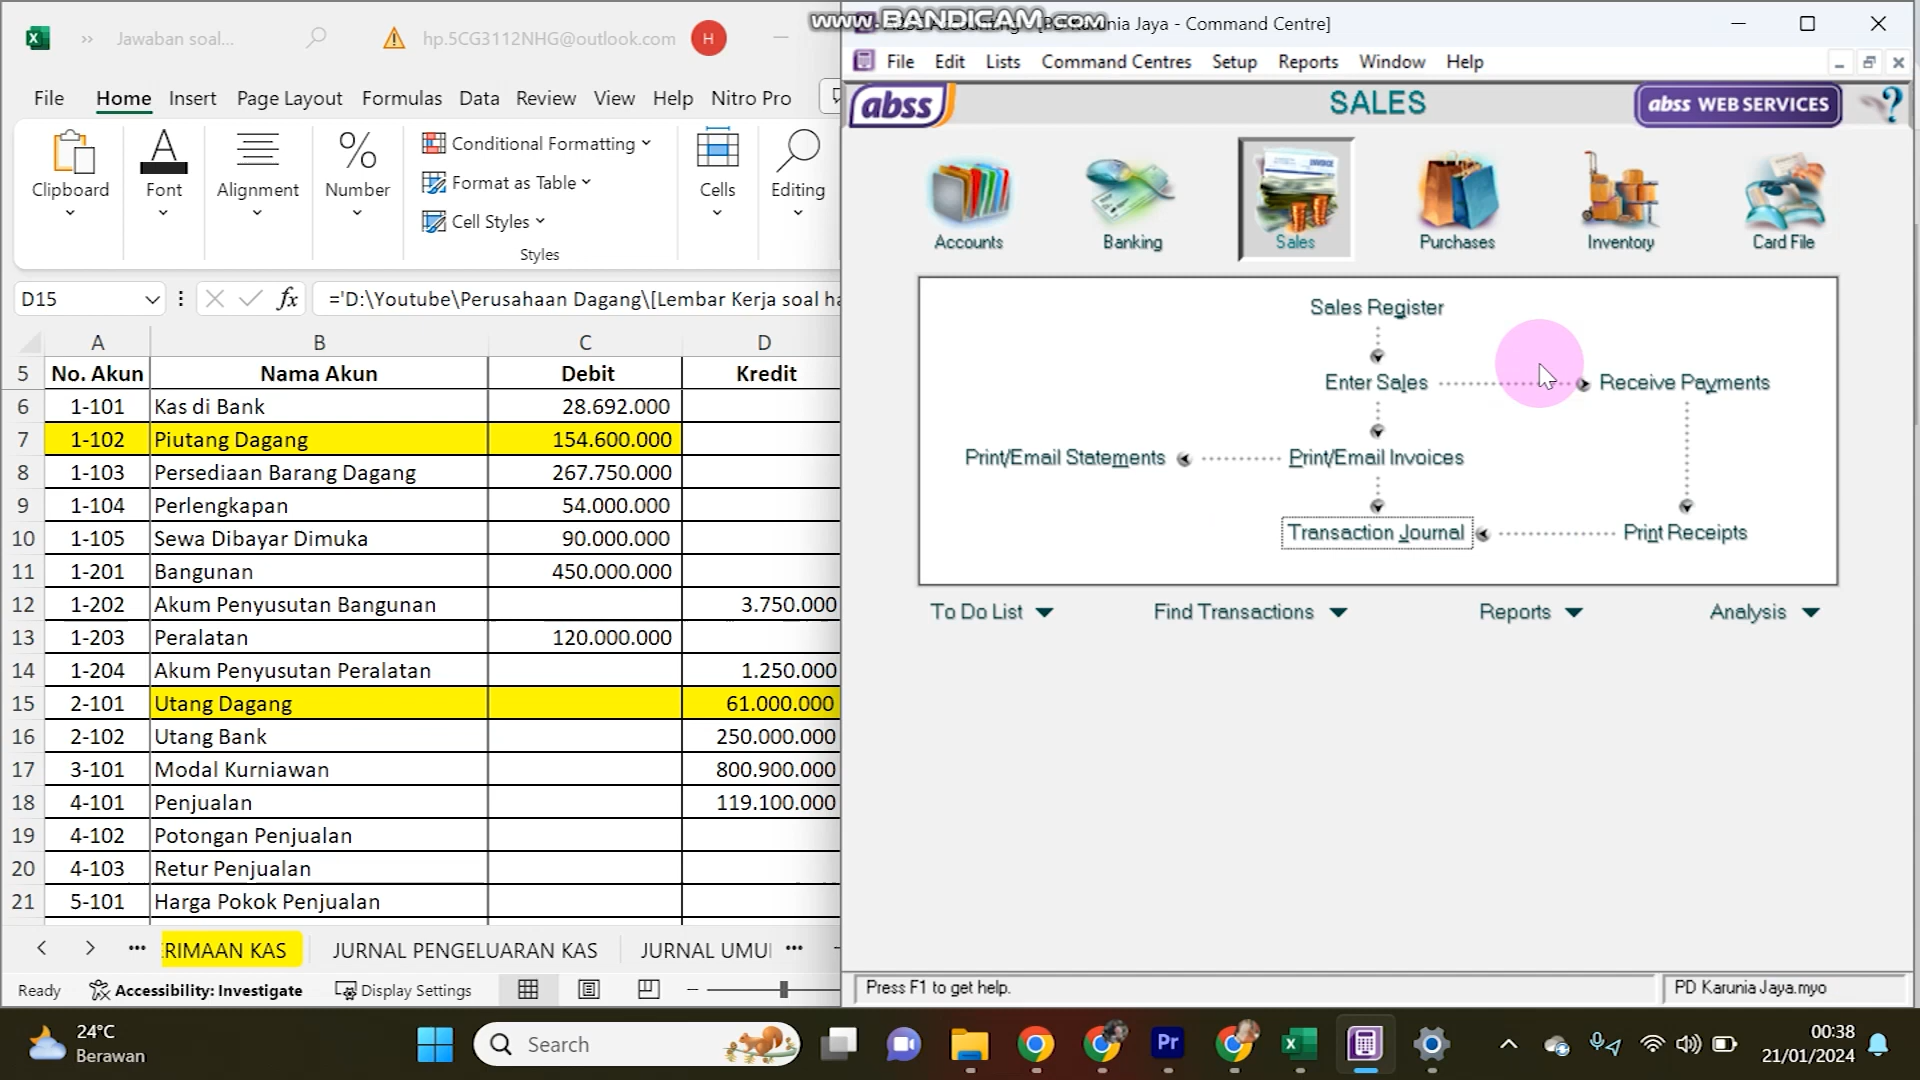 Jawaban soal...
hp.5CG3112NHG@outlook.com
H
File Home Insert Page Layout Formulas Data Review View Help Nitro Pro
Clipboard
Font
Alignment
Number
Conditional Formatting
Format as Table
Cell Styles
Styles
Cells
Editing
D15
fx
='D:\Youtube\Perusahaan Dagang\[Lembar Kerja soal ha
A B C D
5 No. Akun Nama Akun Debit Kredit
6 1-101 Kas di Bank 28.692.000
7 1-102 Piutang Dagang 154.600.000
8 1-103 Persediaan Barang Dagang 267.750.000
9 1-104 Perlengkapan 54.000.000
10 1-105 Sewa Dibayar Dimuka 90.000.000
11 1-201 Bangunan 450.000.000
12 1-202 Akum Penyusutan Bangunan 3.750.000
13 1-203 Peralatan 120.000.000
14 1-204 Akum Penyusutan Peralatan 1.250.000
15 2-101 Utang Dagang 61.000.000
16 2-102 Utang Bank 250.000.000
17 3-101 Modal Kurniawan 800.900.000
18 4-101 Penjualan 119.100.000
19 4-102 Potongan Penjualan
20 4-103 Retur Penjualan
21 5-101 Harga Pokok Penjualan
ERIMAAN KAS JURNAL PENGELUARAN KAS JURNAL UMU
Ready Accessibility: Investigate Display Settings
www.BANDICAM.com
[PD Karunia Jaya - Command Centre]
File Edit Lists Command Centres Setup Reports Window Help
abss SALES abss WEB SERVICES ?
Accounts Banking Sales Purchases Inventory Card File
INVOICE
Sales Register
Enter Sales Receive Payments
Print/Email Statements Print/Email Invoices
Transaction Journal Print Receipts
To Do List Find Transactions Reports Analysis
Press F1 to get help. PD Karunia Jaya.myo
24°C
Berawan
Search
Pr
00:38
21/01/2024